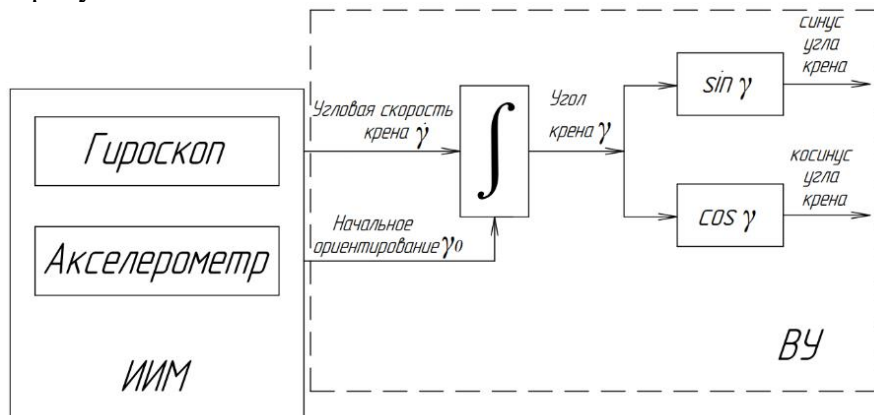 Гироскоп
Акселерометр
ИИМ
Угловая скорость
крена γ̇
∫
Начальное
ориентирование γ0
Угол
крена γ
sin γ
cos γ
синус
угла
крена
косинус
угла
крена
ВУ